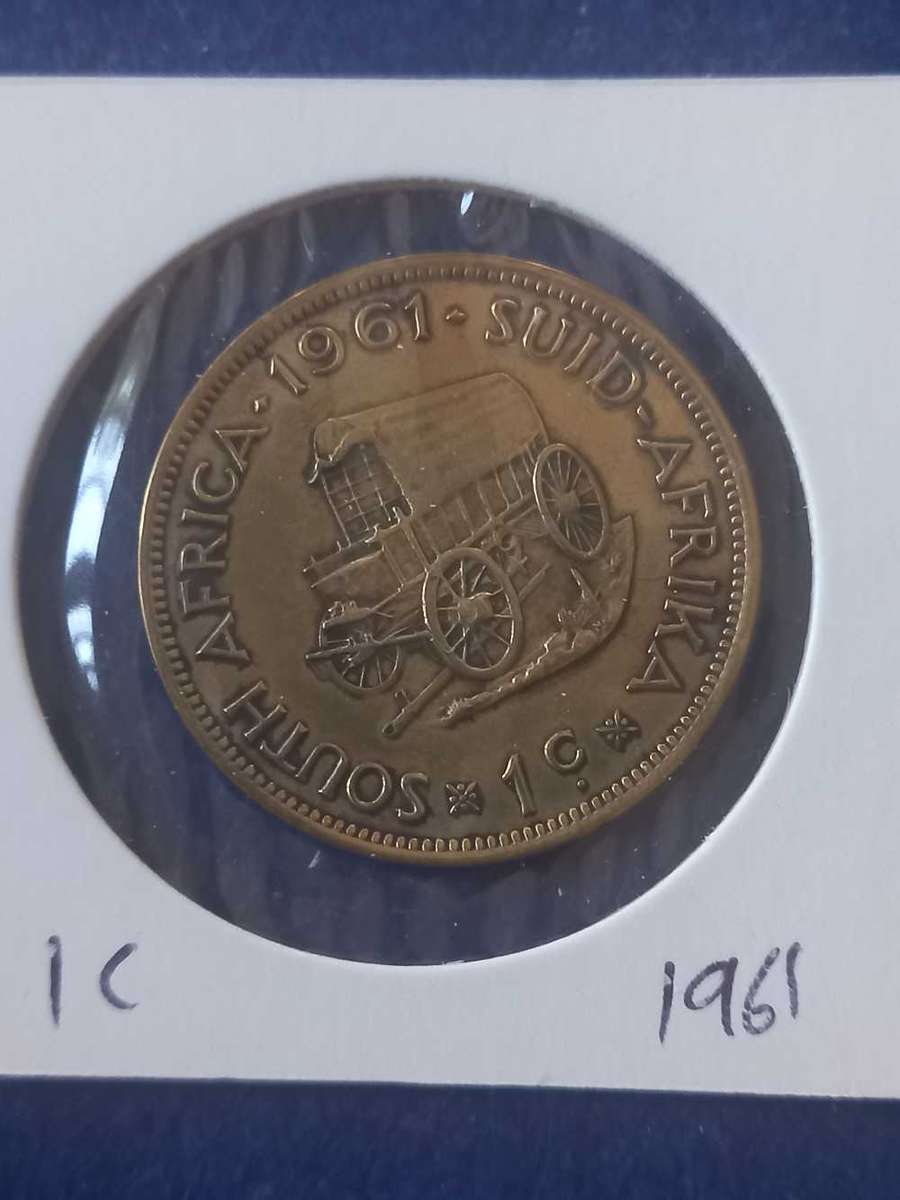 SOUTH AFRICA · 1961 · SUID-AFRIKA
1c.
1C
1961